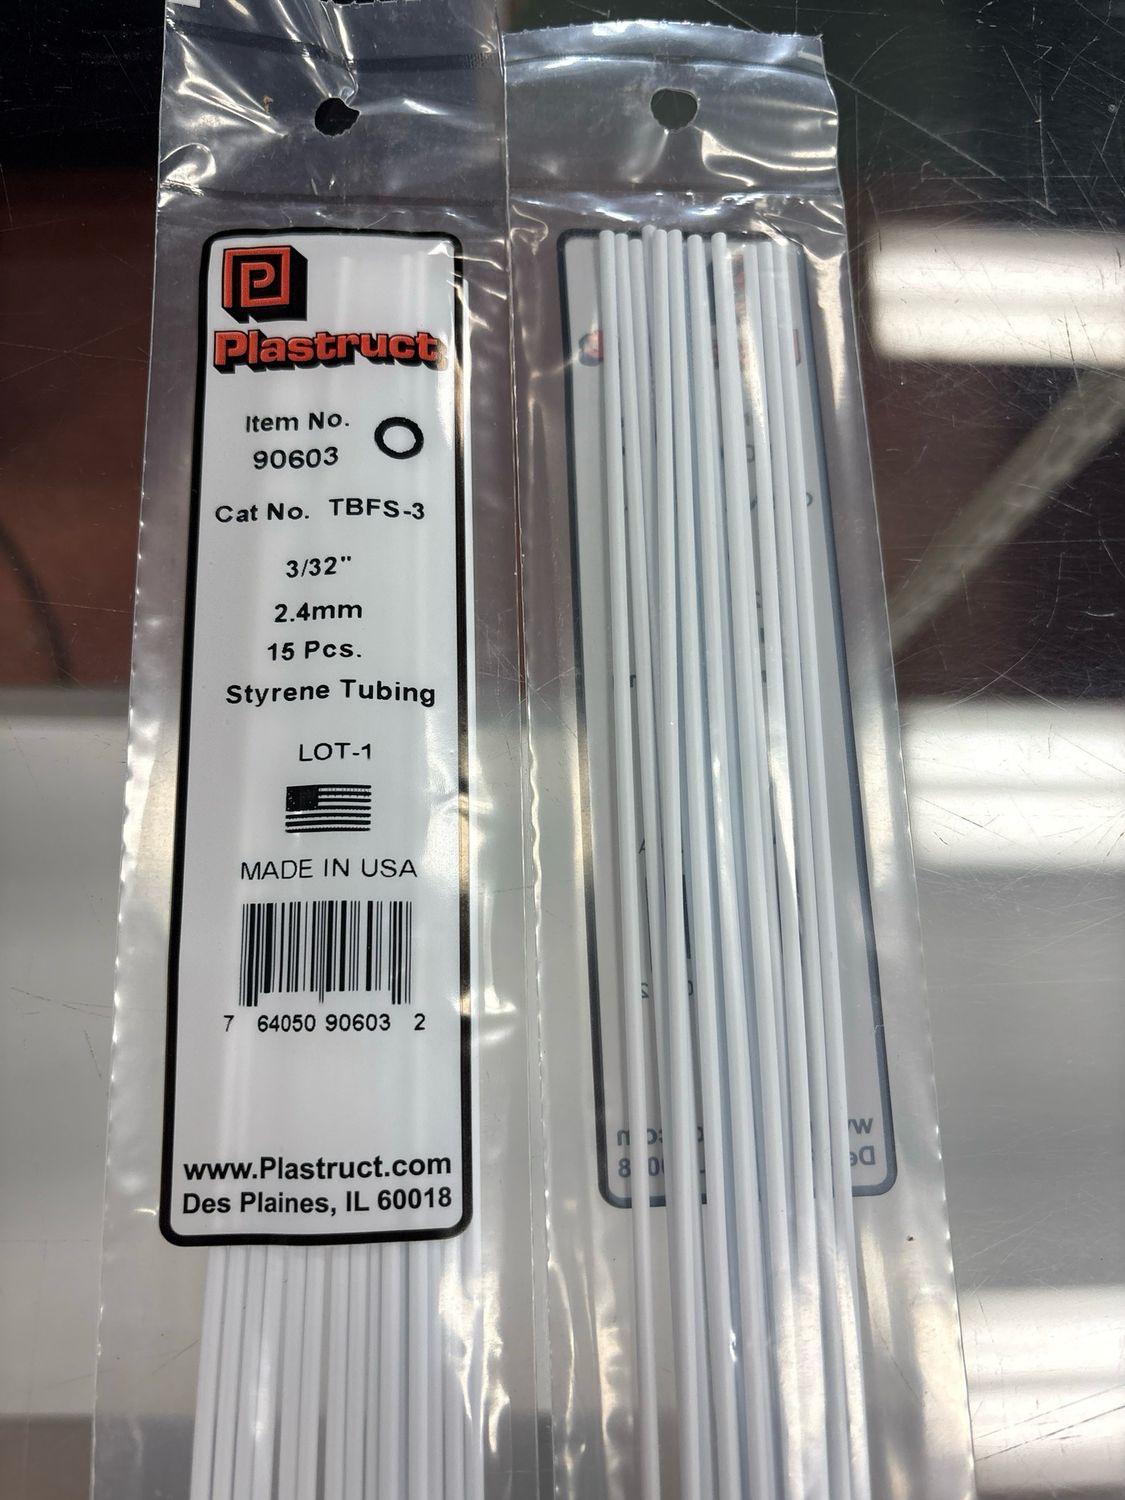 P
Plastruct
Item No.
90603
Cat No. TBFS-3
3/32"
2.4mm
15 Pcs.
Styrene Tubing
LOT-1
MADE IN USA
7 64050 90603 2
www.Plastruct.com
Des Plaines, IL 60018